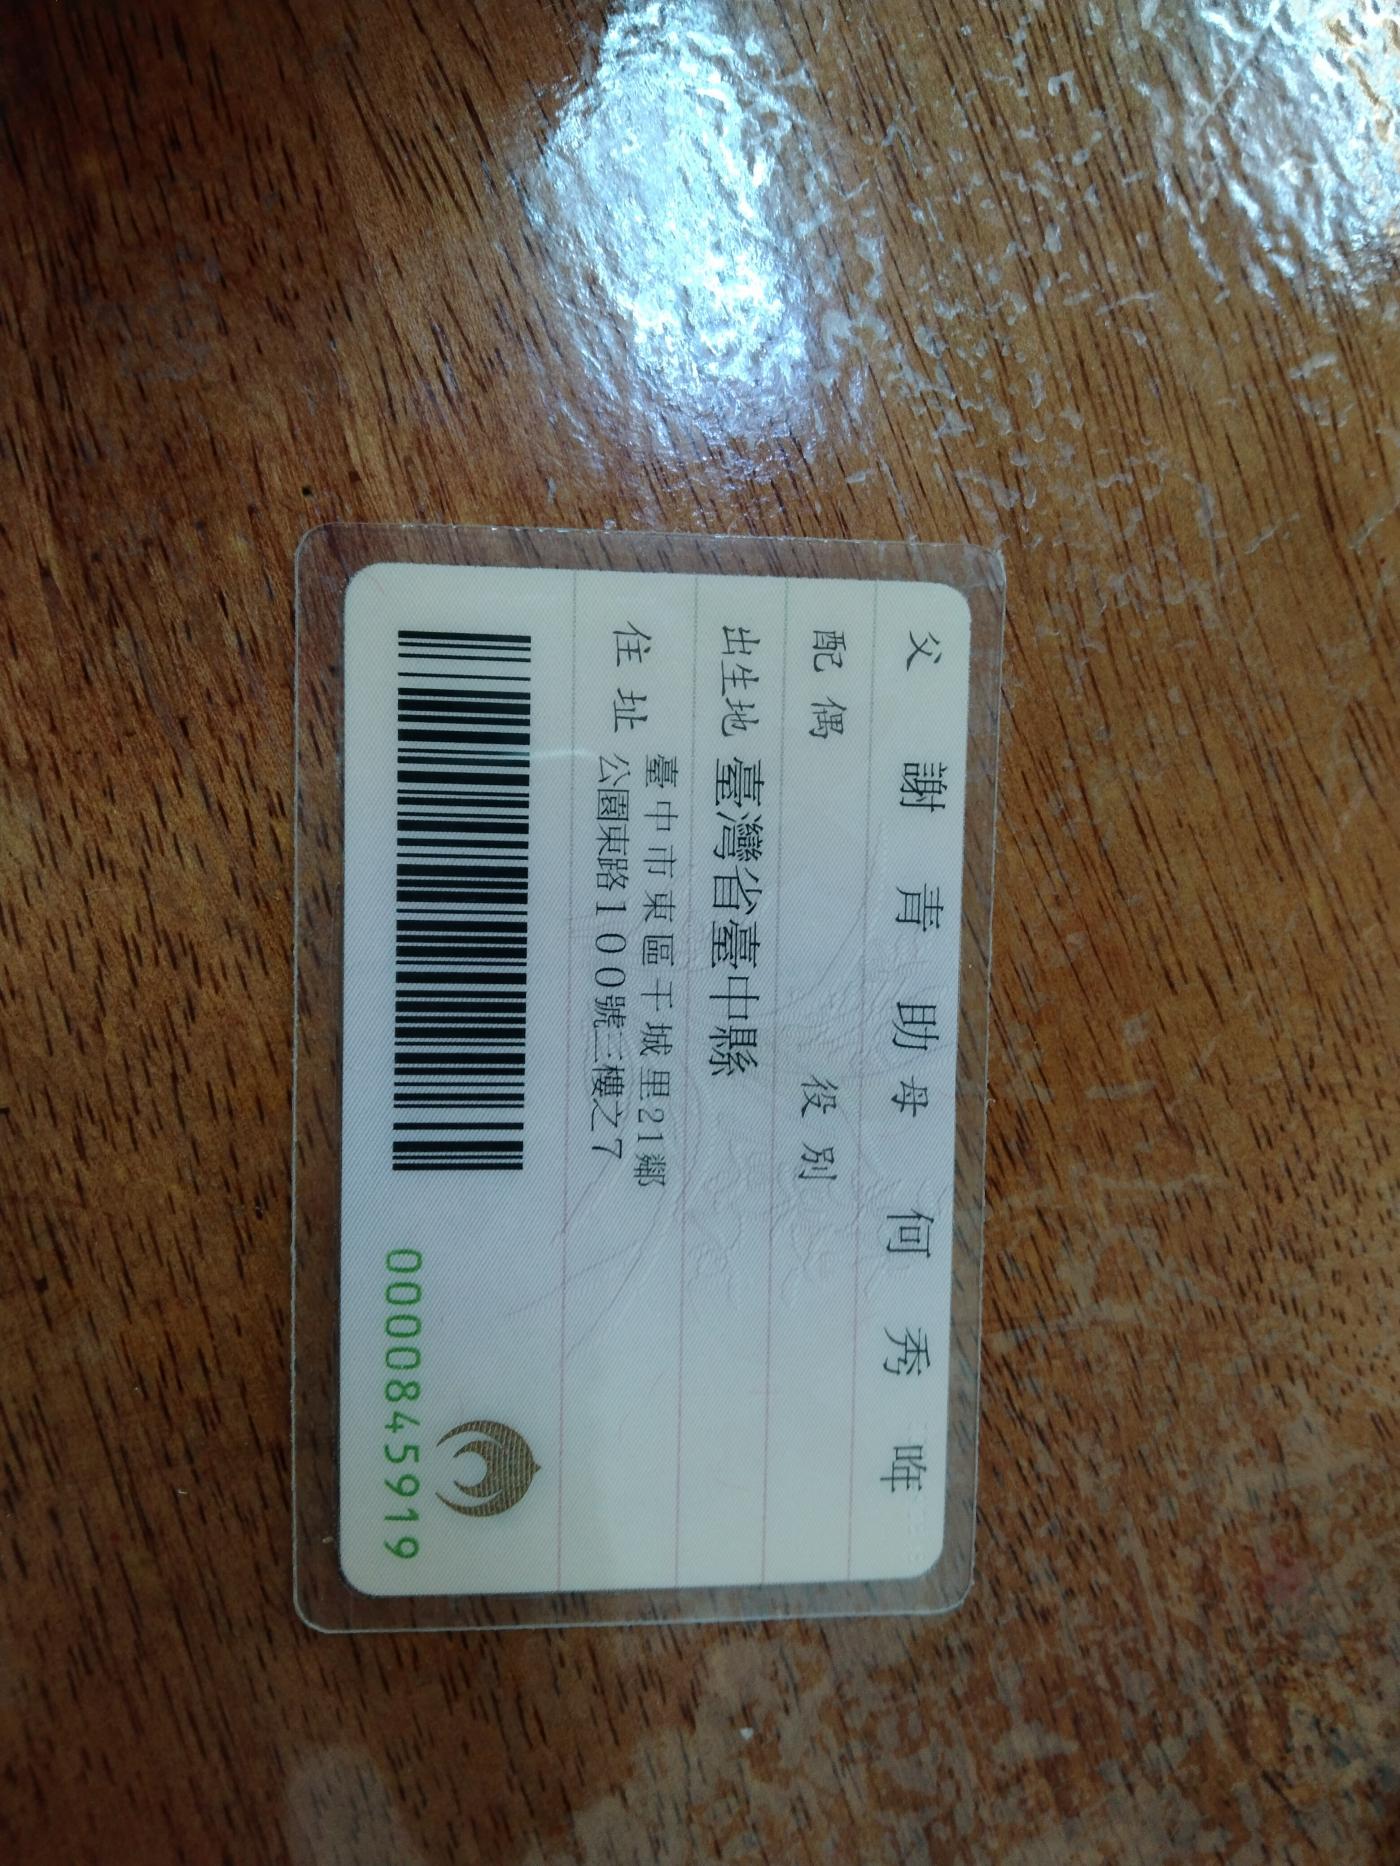 父 謝青助 母 何秀唯
配偶 役別
出生地 臺灣省臺中縣
住址 臺中市東區干城里21鄰
公園東路100號三樓之7
0000845919